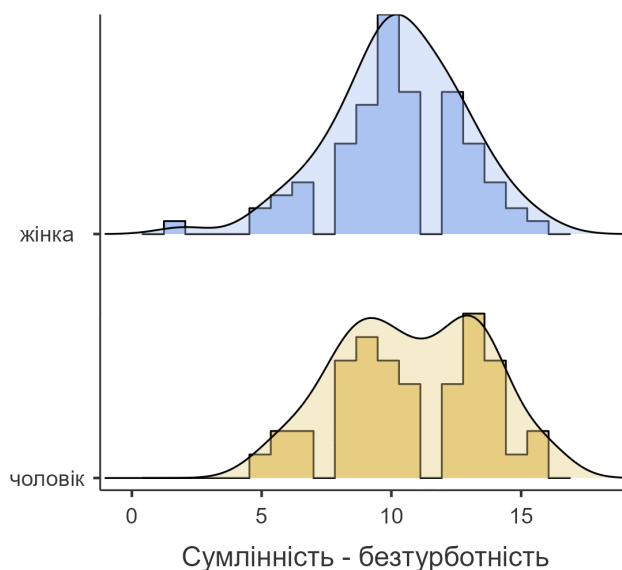 жінка
чоловік
0 5 10 15
Сумлінність - безтурботність